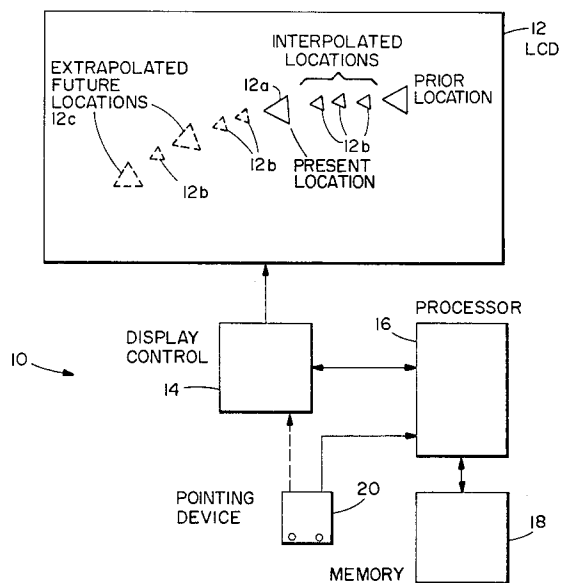 12
LCD
INTERPOLATED
LOCATIONS
EXTRAPOLATED
FUTURE
LOCATIONS
12c
12a
PRIOR
LOCATION
12b
12b
12b
PRESENT
LOCATION
PROCESSOR
16
DISPLAY
CONTROL
14
10
POINTING
DEVICE
20
18
MEMORY